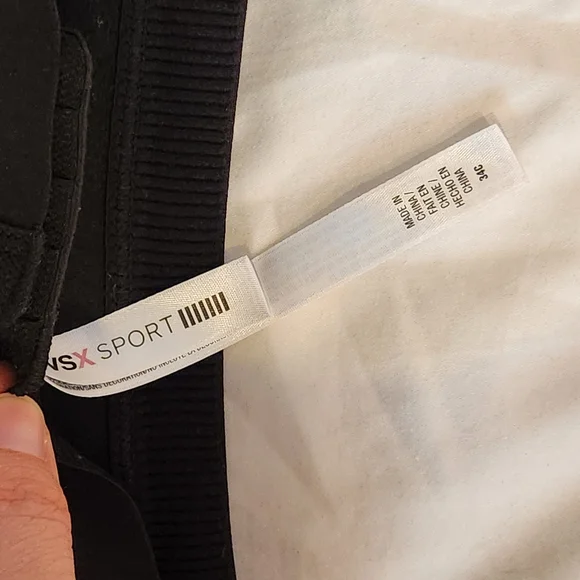 VSX SPORT
MADE IN
CHINA/
FAIT EN
CHINE/
HECHO EN
CHINA
34C